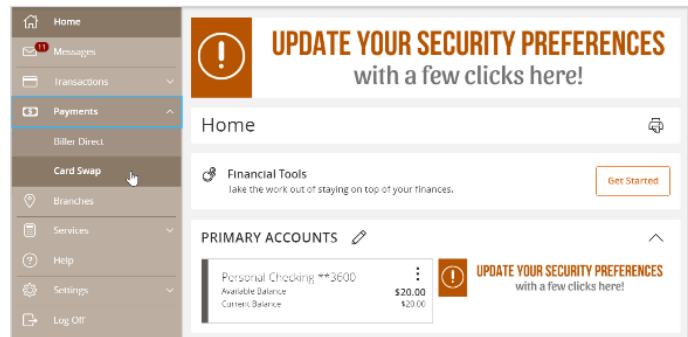 Home
11
Messages
Transactions
Payments
Biller Direct
Card Swap
Branches
Services
Help
Settings
Log Off
UPDATE YOUR SECURITY PREFERENCES
with a few clicks here!
Home
Financial Tools
Take the work out of staying on top of your finances.
Get Started
PRIMARY ACCOUNTS
Personal Checking **3600
Available Balance $20.00
Current Balance $20.00
UPDATE YOUR SECURITY PREFERENCES
with a few clicks here!